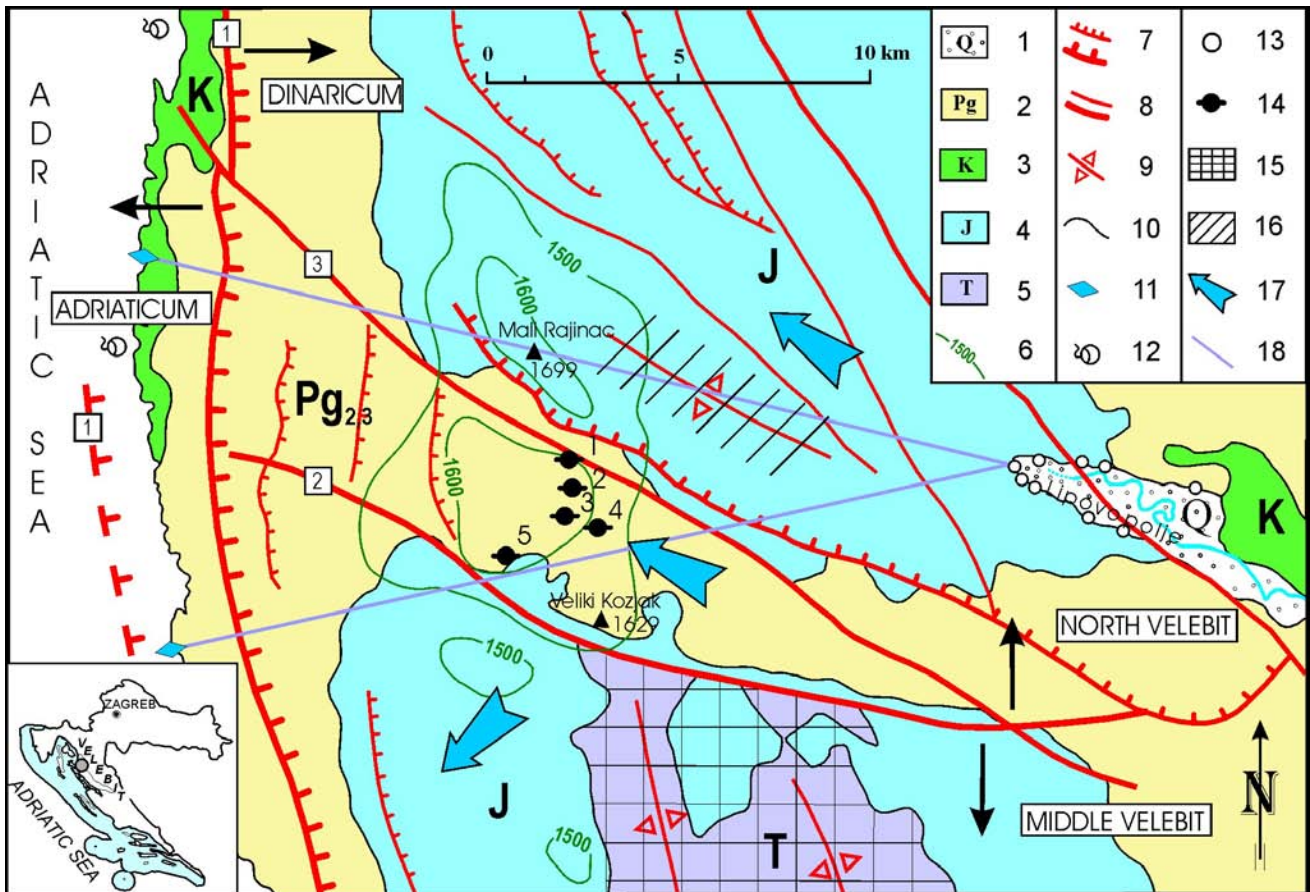 1
0
5
10 km
K
DINARICUM
ADRIATIC SEA
1500
3
J
1600
ADRIATICUM
Mali Rajinac
1699
Pg2,3
1
1
2
1600
1500
2
3
4
5
Lipovo polje
Q
K
Veliki Kozjak
1629
NORTH VELEBIT
1500
MIDDLE VELEBIT
J
T
1500
N
ZAGREB
VELEBIT
ADRIATIC SEA
Q 1
Pg 2
K 3
J 4
T 5
1500
6
7
8
9
10
11
12
13
14
15
16
17
18